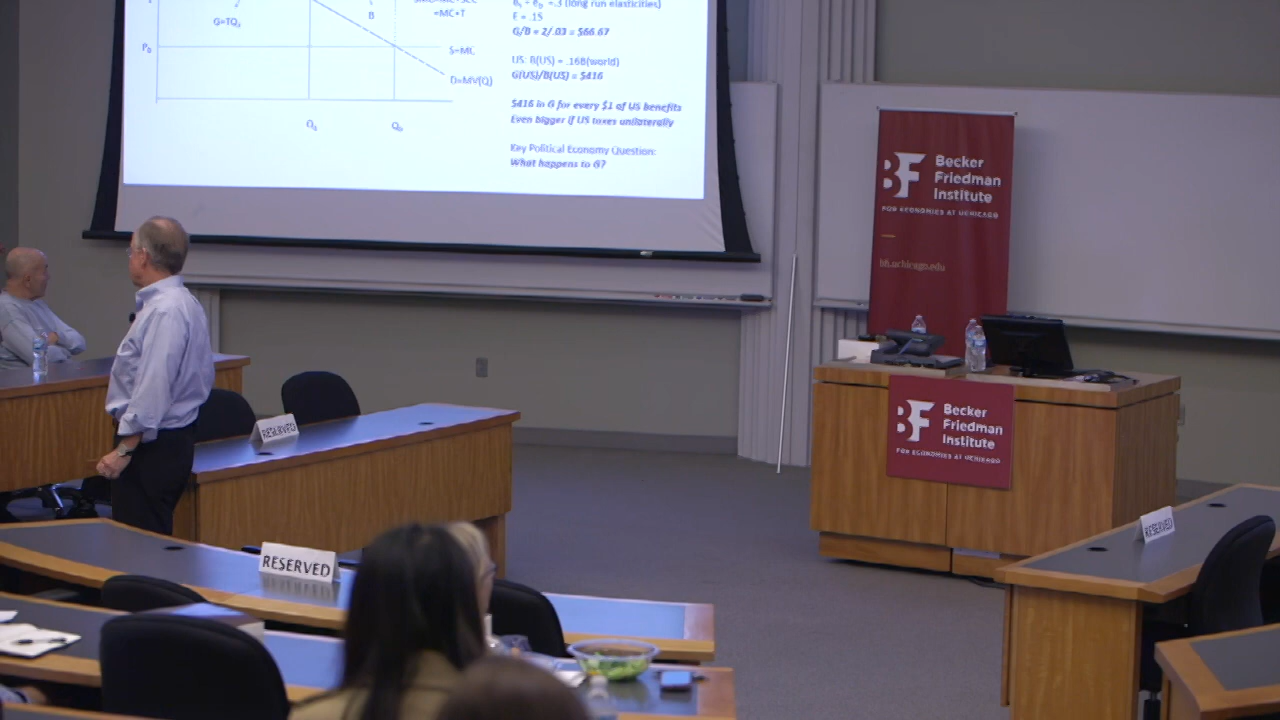 =MC+T
B
G=TQ₁
E = .15
G/B = 2/.03 = $66.67
P₀
S=MC
D=MV(Q)
US: B(US) = .16B(world)
G(US)/B(US) = $416
$416 in G for every $1 of US benefits
Even bigger if US taxes unilaterally
Q₁
Q₀
Key Political Economy Question:
What happens to G?
BFI
Becker
Friedman
Institute
FOR ECONOMICS AT UCHICAGO
bfi.uchicago.edu
BFI
Becker
Friedman
Institute
FOR ECONOMICS AT UCHICAGO
RESERVED
RESERVED
RESERVED